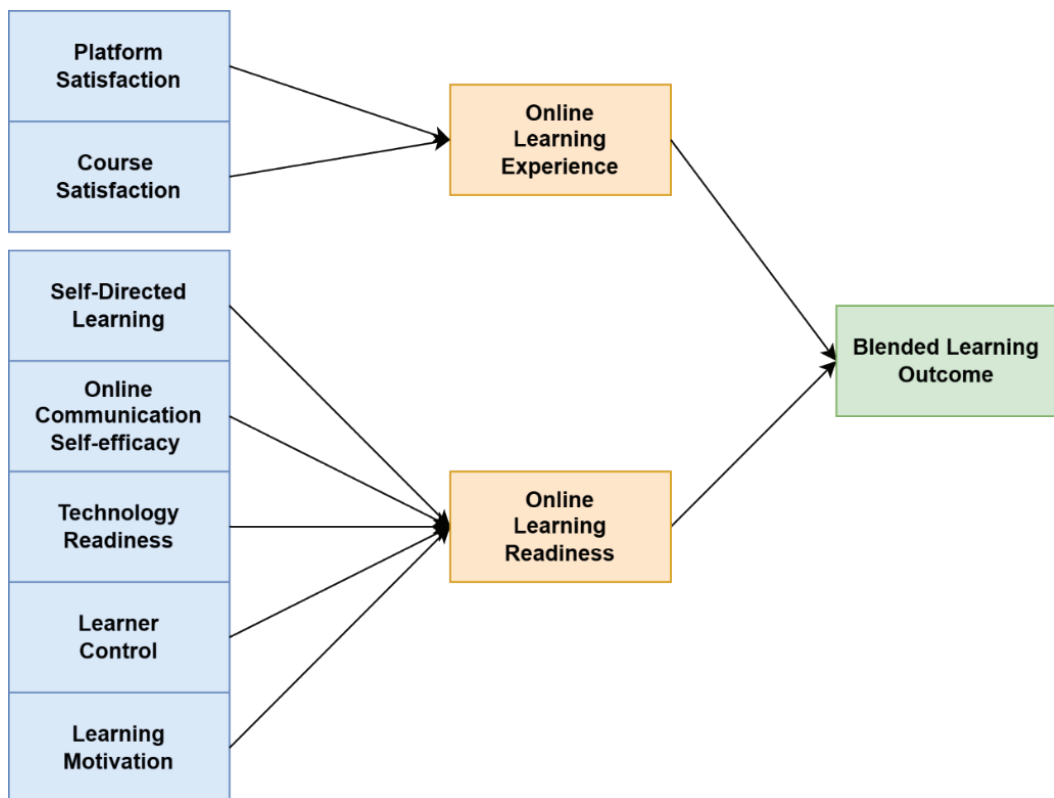 Platform
Satisfaction
Course
Satisfaction
Online
Learning
Experience
Self-Directed
Learning
Online
Communication
Self-efficacy
Technology
Readiness
Learner
Control
Learning
Motivation
Online
Learning
Readiness
Blended Learning
Outcome